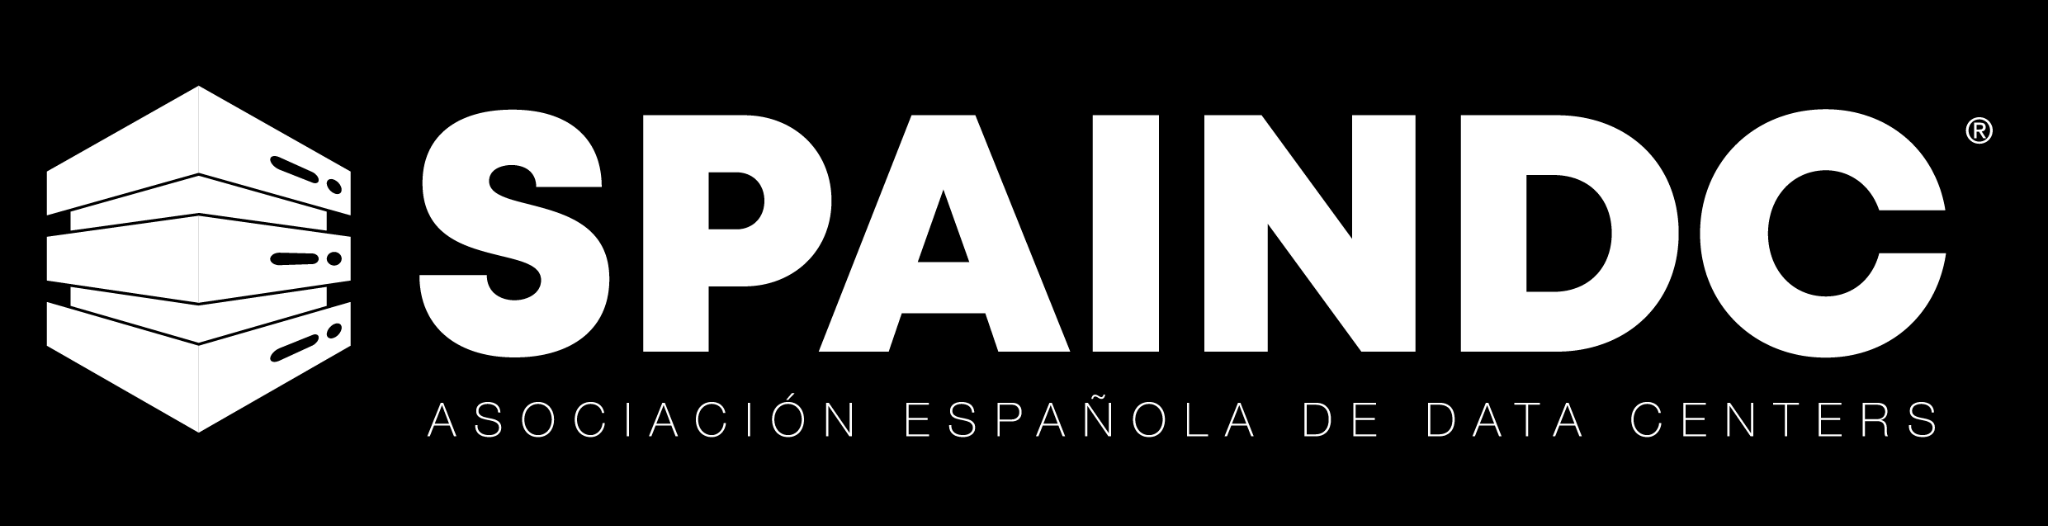 SPAINDC®
ASOCIACIÓN ESPAÑOLA DE DATA CENTERS